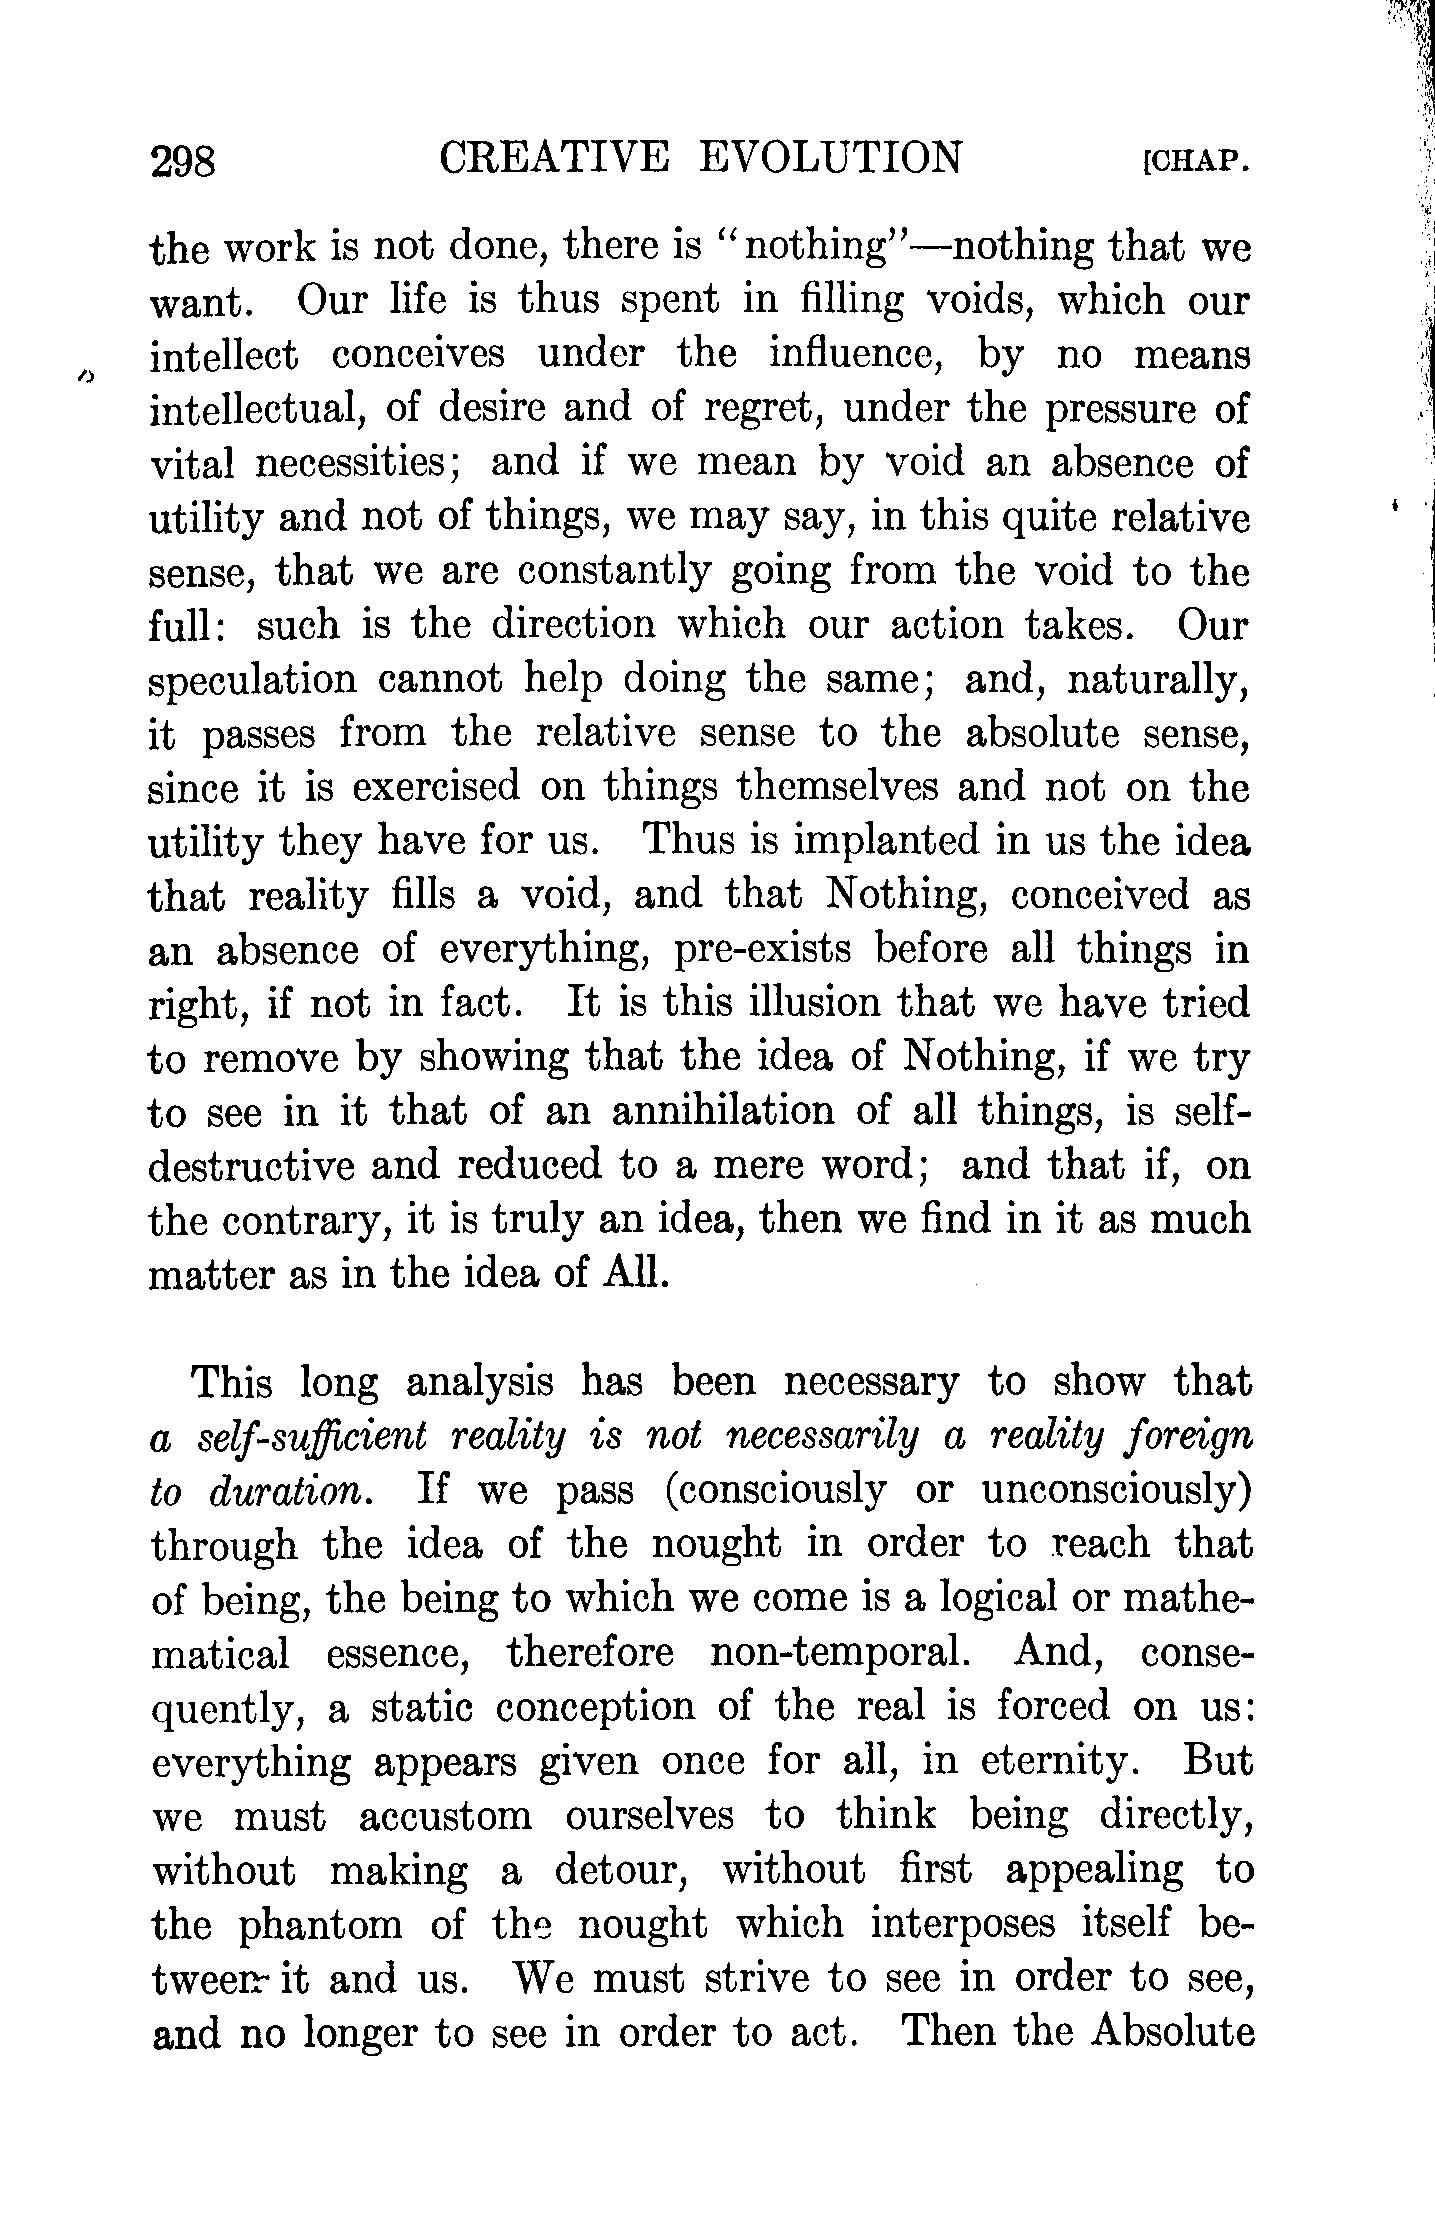 298 CREATIVE EVOLUTION [CHAP.
the work is not done, there is “nothing”—nothing that we
want. Our life is thus spent in filling voids, which our
intellect conceives under the influence, by no means
intellectual, of desire and of regret, under the pressure of
vital necessities; and if we mean by void an absence of
utility and not of things, we may say, in this quite relative
sense, that we are constantly going from the void to the
full: such is the direction which our action takes. Our
speculation cannot help doing the same; and, naturally,
it passes from the relative sense to the absolute sense,
since it is exercised on things themselves and not on the
utility they have for us. Thus is implanted in us the idea
that reality fills a void, and that Nothing, conceived as
an absence of everything, pre-exists before all things in
right, if not in fact. It is this illusion that we have tried
to remove by showing that the idea of Nothing, if we try
to see in it that of an annihilation of all things, is self-
destructive and reduced to a mere word; and that if, on
the contrary, it is truly an idea, then we find in it as much
matter as in the idea of All.
This long analysis has been necessary to show that
a self-sufficient reality is not necessarily a reality foreign
to duration. If we pass (consciously or unconsciously)
through the idea of the nought in order to reach that
of being, the being to which we come is a logical or mathe-
matical essence, therefore non-temporal. And, conse-
quently, a static conception of the real is forced on us:
everything appears given once for all, in eternity. But
we must accustom ourselves to think being directly,
without making a detour, without first appealing to
the phantom of the nought which interposes itself be-
tween it and us. We must strive to see in order to see,
and no longer to see in order to act. Then the Absolute